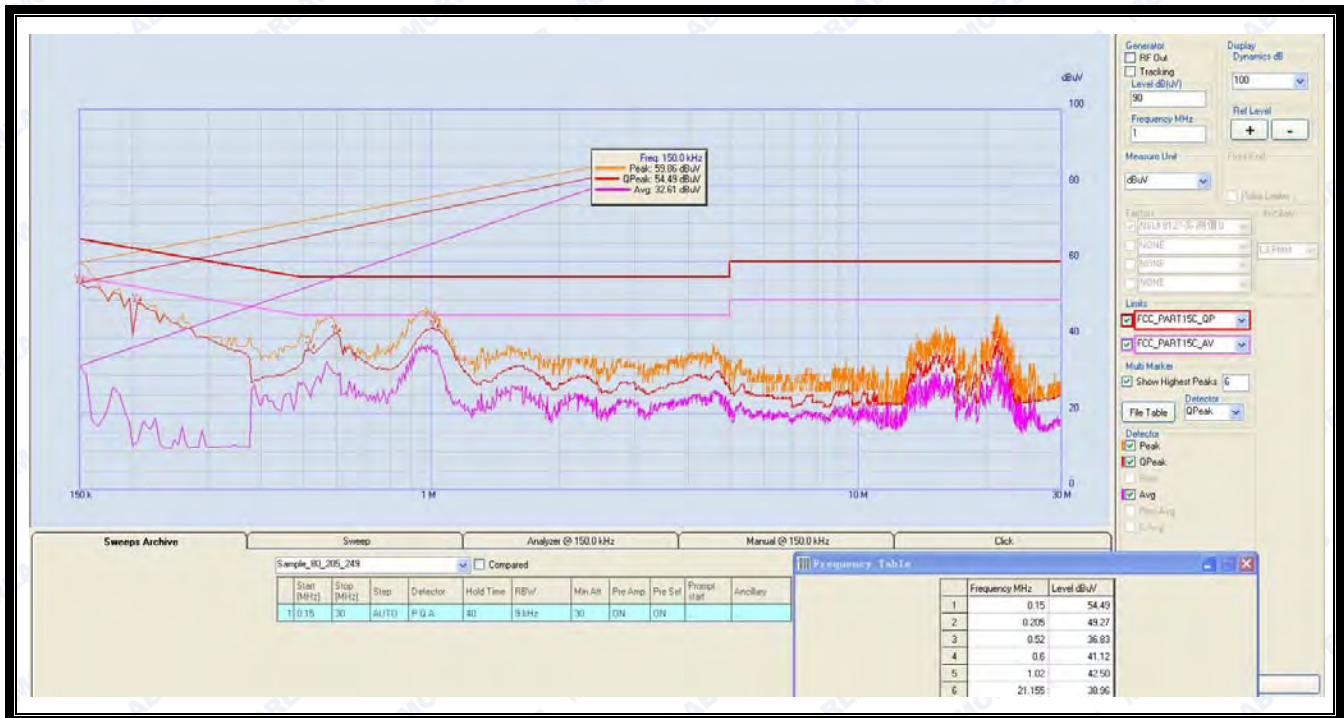 dBuV
100
80
60
40
20
0
150 k
1 M
10 M
30 M
Freq: 150.0 kHz
Peak: 59.86 dBuV
QPeak: 54.49 dBuV
Avg: 32.61 dBuV
Generator
RF Out
Tracking
Level dB(uV)
90
Frequency MHz
1
Display
Dynamics dB
100
Ref Level
+ -
Measure Unit
dBuV
Front End
Pulse Limiter
Factors
NONE
NONE
NONE
Limits
FCC_PART15C_QP
FCC_PART15C_AV
Multi Marker
Show Highest Peaks 6
File Table
Detector
QPeak
Detector
Peak
QPeak
Avg
Sweeps Archive Sweep Analyzer @ 150.0 kHz Manual @ 150.0 kHz Click
Sample_80_205_249 Compared
Start [MHz] Stop [MHz] Step Detector Hold Time RBW Min Att Pre Amp Pre Sel Prompt start Ancillary
1 0.15 30 AUTO P Q A 40 9 kHz 30 ON ON
Frequency Table
Frequency MHz Level dBuV
1 0.15 54.49
2 0.205 49.27
3 0.52 36.83
4 0.6 41.12
5 1.02 42.50
6 21.155 38.96